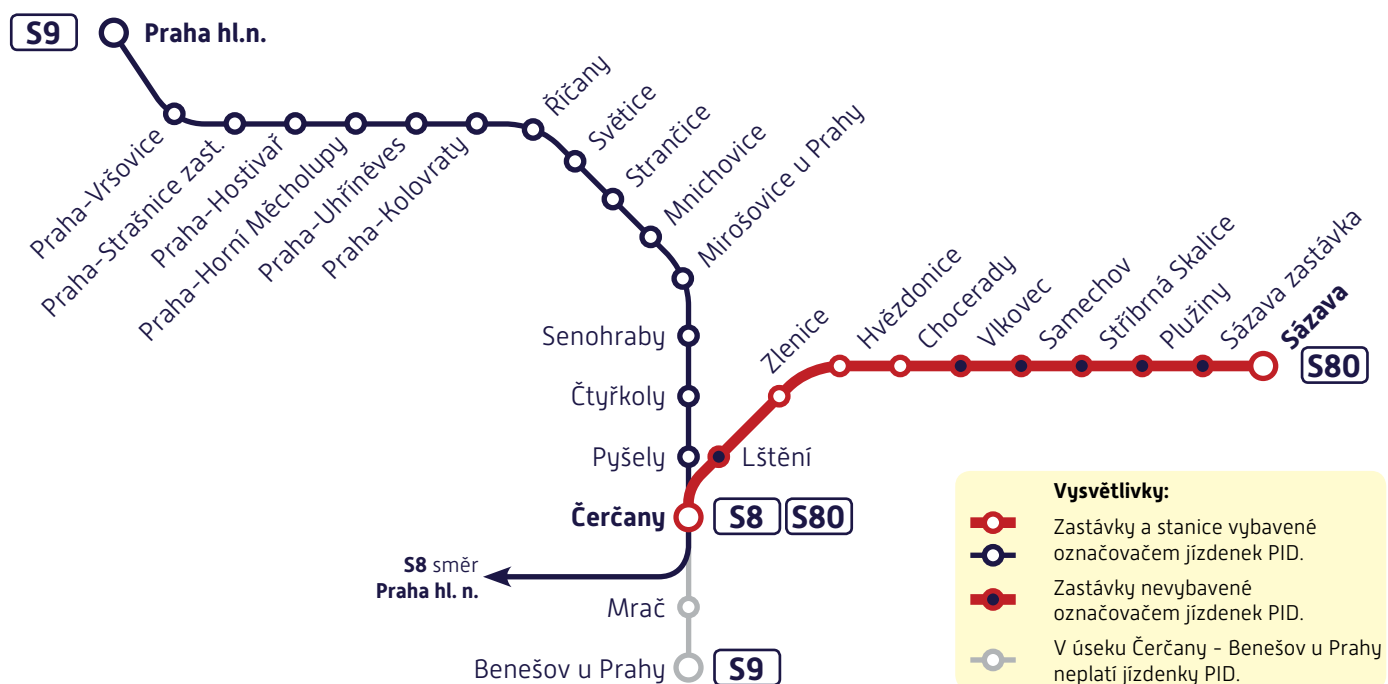 S9
Praha hl.n.
Praha-Vršovice
Praha-Strašnice zast.
Praha-Hostivař
Praha-Horní Měcholupy
Praha-Uhříněves
Praha-Kolovraty
Říčany
Světice
Strančice
Mnichovice
Mirošovice u Prahy
Senohraby
Čtyřkoly
Pyšely
Čerčany
S8 S80
Lštění
Zlenice
Hvězdonice
Chocerady
Vlkovec
Samechov
Stříbrná Skalice
Plužiny
Sázava zastávka
Sázava
S80
S8 směr
Praha hl. n.
Mrač
Benešov u Prahy
S9
Vysvětlivky:
Zastávky a stanice vybavené
označovačem jízdenek PID.
Zastávky nevybavené
označovačem jízdenek PID.
V úseku Čerčany - Benešov u Prahy
neplatí jízdenky PID.